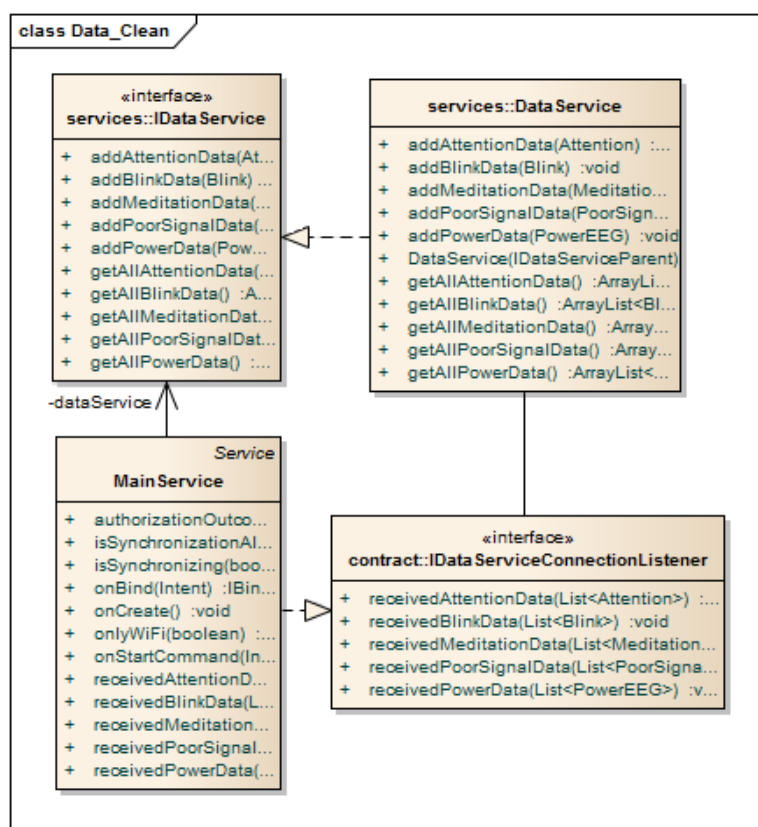 class Data_Clean
«interface»
services::IDataService
+ addAttentionData(At...
+ addBlinkData(Blink) ...
+ addMeditationData(...
+ addPoorSignalData(...
+ addPowerData(Pow...
+ getAllAttentionData(...
+ getAllBlinkData() :A...
+ getAllMeditationDat...
+ getAllPoorSignalDat...
+ getAllPowerData() :...
services::DataService
+ addAttentionData(Attention) :...
+ addBlinkData(Blink) :void
+ addMeditationData(Meditatio...
+ addPoorSignalData(PoorSign...
+ addPowerData(PowerEEG) :void
+ DataService(IDataServiceParent)
+ getAllAttentionData() :ArrayLi...
+ getAllBlinkData() :ArrayList<Bl...
+ getAllMeditationData() :Array...
+ getAllPoorSignalData() :Array...
+ getAllPowerData() :ArrayList<...
-dataService
Service
MainService
+ authorizationOutco...
+ isSynchronizationAl...
+ isSynchronizing(boo...
+ onBind(Intent) :IBin...
+ onCreate() :void
+ onlyWiFi(boolean) :...
+ onStartCommand(In...
+ receivedAttentionD...
+ receivedBlinkData(L...
+ receivedMeditation...
+ receivedPoorSignal...
+ receivedPowerData(...
«interface»
contract::IDataServiceConnectionListener
+ receivedAttentionData(List<Attention>) :...
+ receivedBlinkData(List<Blink>) :void
+ receivedMeditationData(List<Meditation...
+ receivedPoorSignalData(List<PoorSigna...
+ receivedPowerData(List<PowerEEG>) :v...